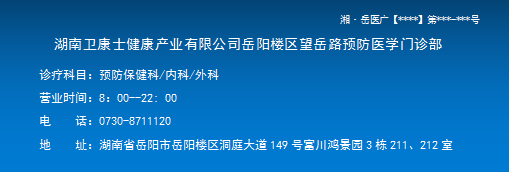 湘·岳医广【****】第***-***号
湖南卫康士健康产业有限公司岳阳楼区望岳路预防医学门诊部
诊疗科目：预防保健科/内科/外科
营业时间：8：00--22：00
电　　话：0730-8711120
地　　址：湖南省岳阳市岳阳楼区洞庭大道149号富川鸿景园3栋211、212室